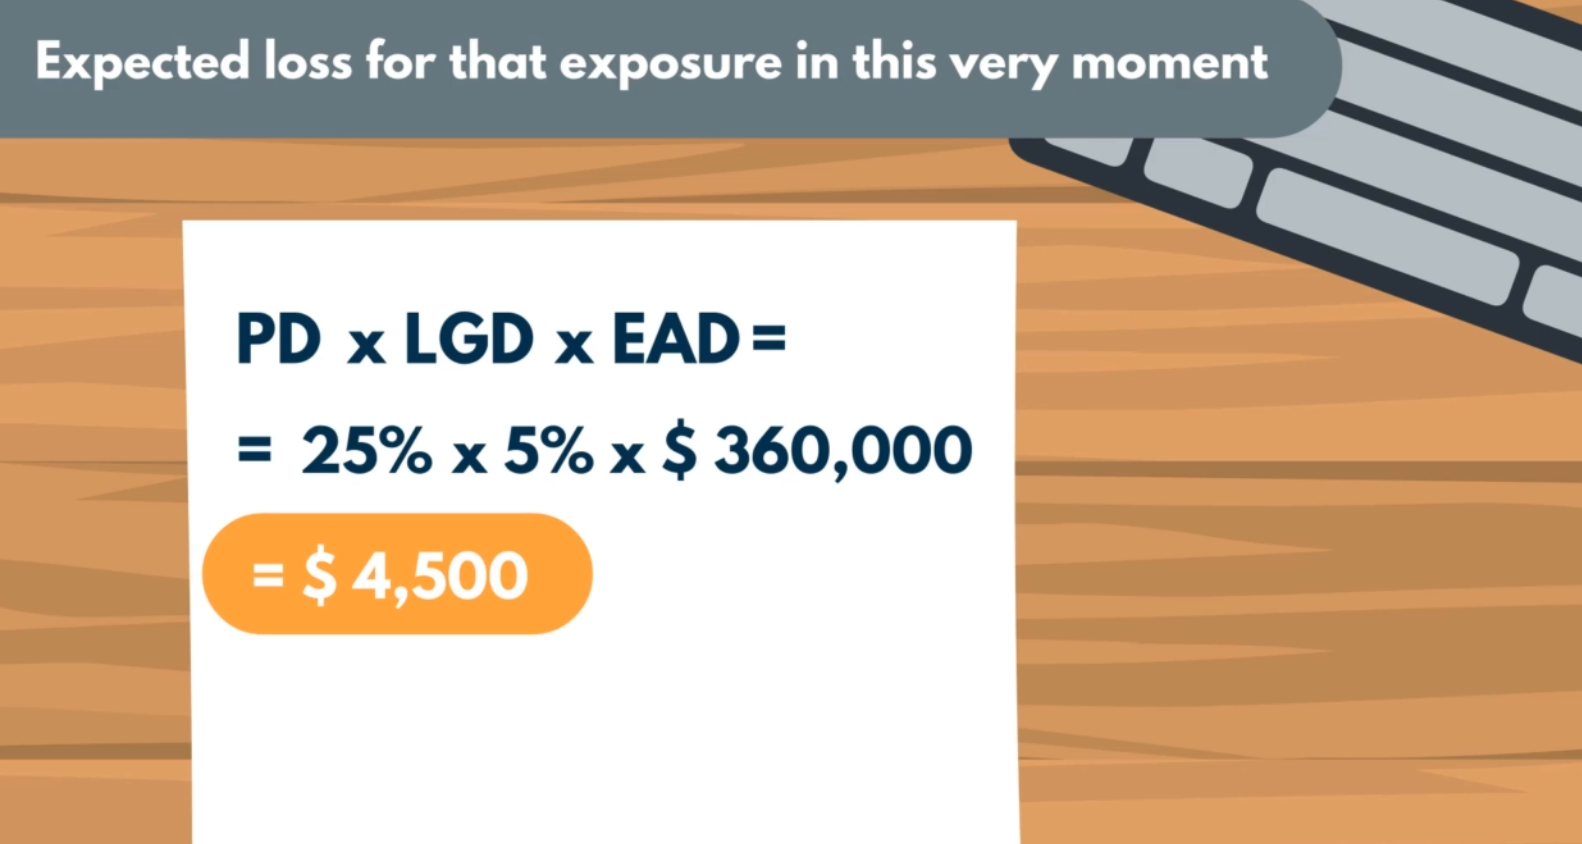 Expected loss for that exposure in this very moment
PD x LGD x EAD =
= 25% x 5% x $ 360,000
= $ 4,500